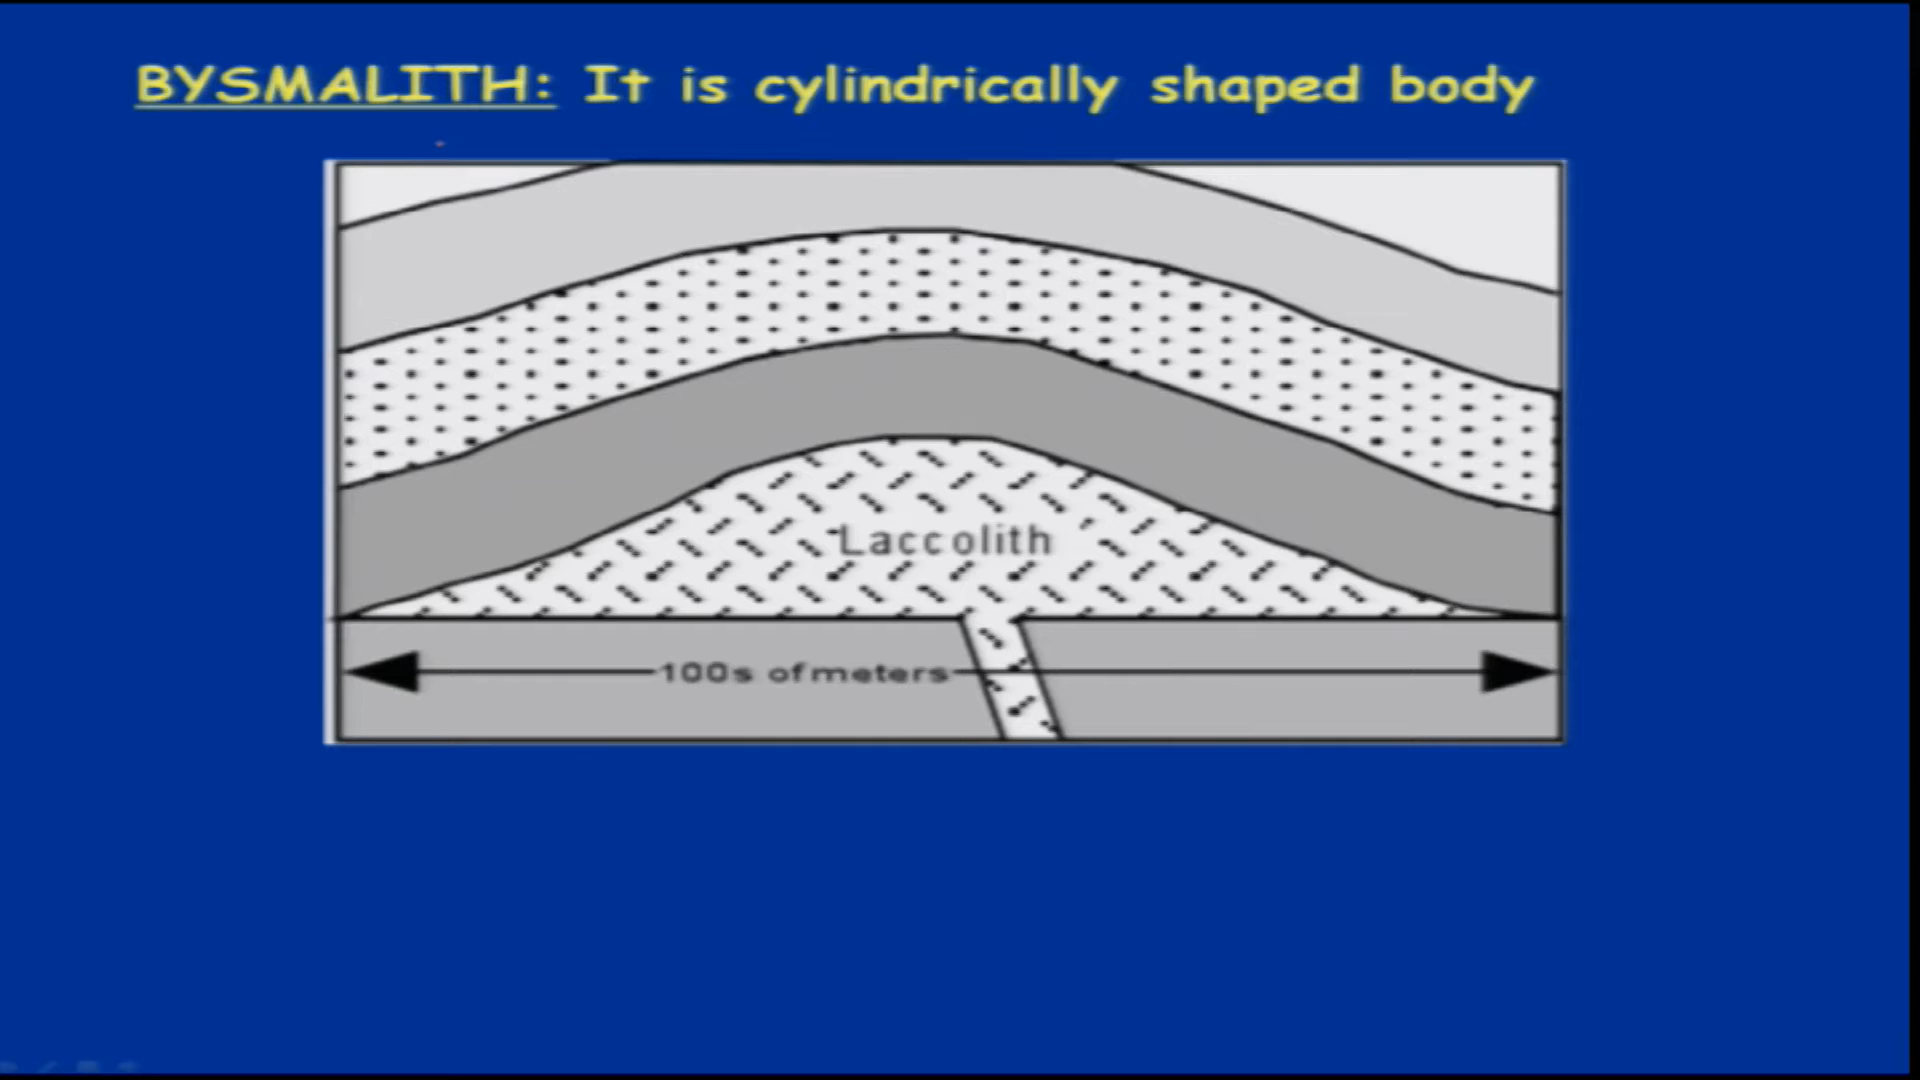 BYSMALITH: It is cylindrically shaped body
Laccolith
100s of meters